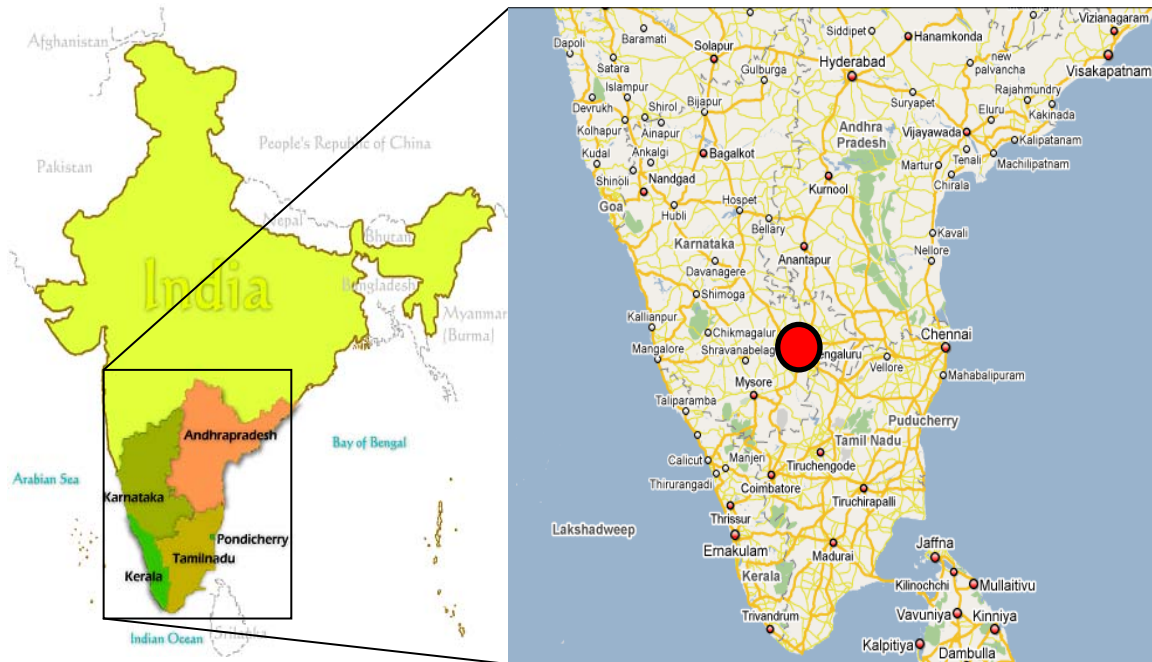 Afghanistan
Pakistan
People's Republic of China
Nepal
Bhutan
Bangladesh
India
Myanmar
(Burma)
Andhrapradesh
Bay of Bengal
Arabian Sea
Karnataka
Pondicherry
Tamilnadu
Kerala
Indian Ocean
Srilanka
Dapoli
Baramati
Solapur
Siddipet
Hanamkonda
Vizianagaram
Satara
Gulburga
Hyderabad
new
palvancha
Visakapatnam
Islampur
Devrukh
Shirol
Bijapur
Suryapet
Rajahmundry
Eluru
Kakinada
Kolhapur
Ainapur
Andhra
Pradesh
Vijayawada
Kalipatanam
Kudal
Ankalgi
Bagalkot
Tenali
Machilipatnam
Shinoli
Nandgad
Kurnool
Martur
Chirala
Goa
Hubli
Hospet
Bellary
Kavali
Karnataka
Anantapur
Nellore
Davanagere
Shimoga
Kallianpur
Chikmagalur
Chennai
Mangalore
Shravanabelag
engaluru
Vellore
Mahabalipuram
Mysore
Taliparamba
Puducherry
Tamil Nadu
Calicut
Manjeri
Tiruchengode
Thirurangadi
Coimbatore
Tiruchirapalli
Thrissur
Lakshadweep
Ernakulam
Madurai
Jaffna
Kerala
Kilinochchi
Mullaitivu
Trivandrum
Vavuniya
Kinniya
Kalpitiya
Dambulla